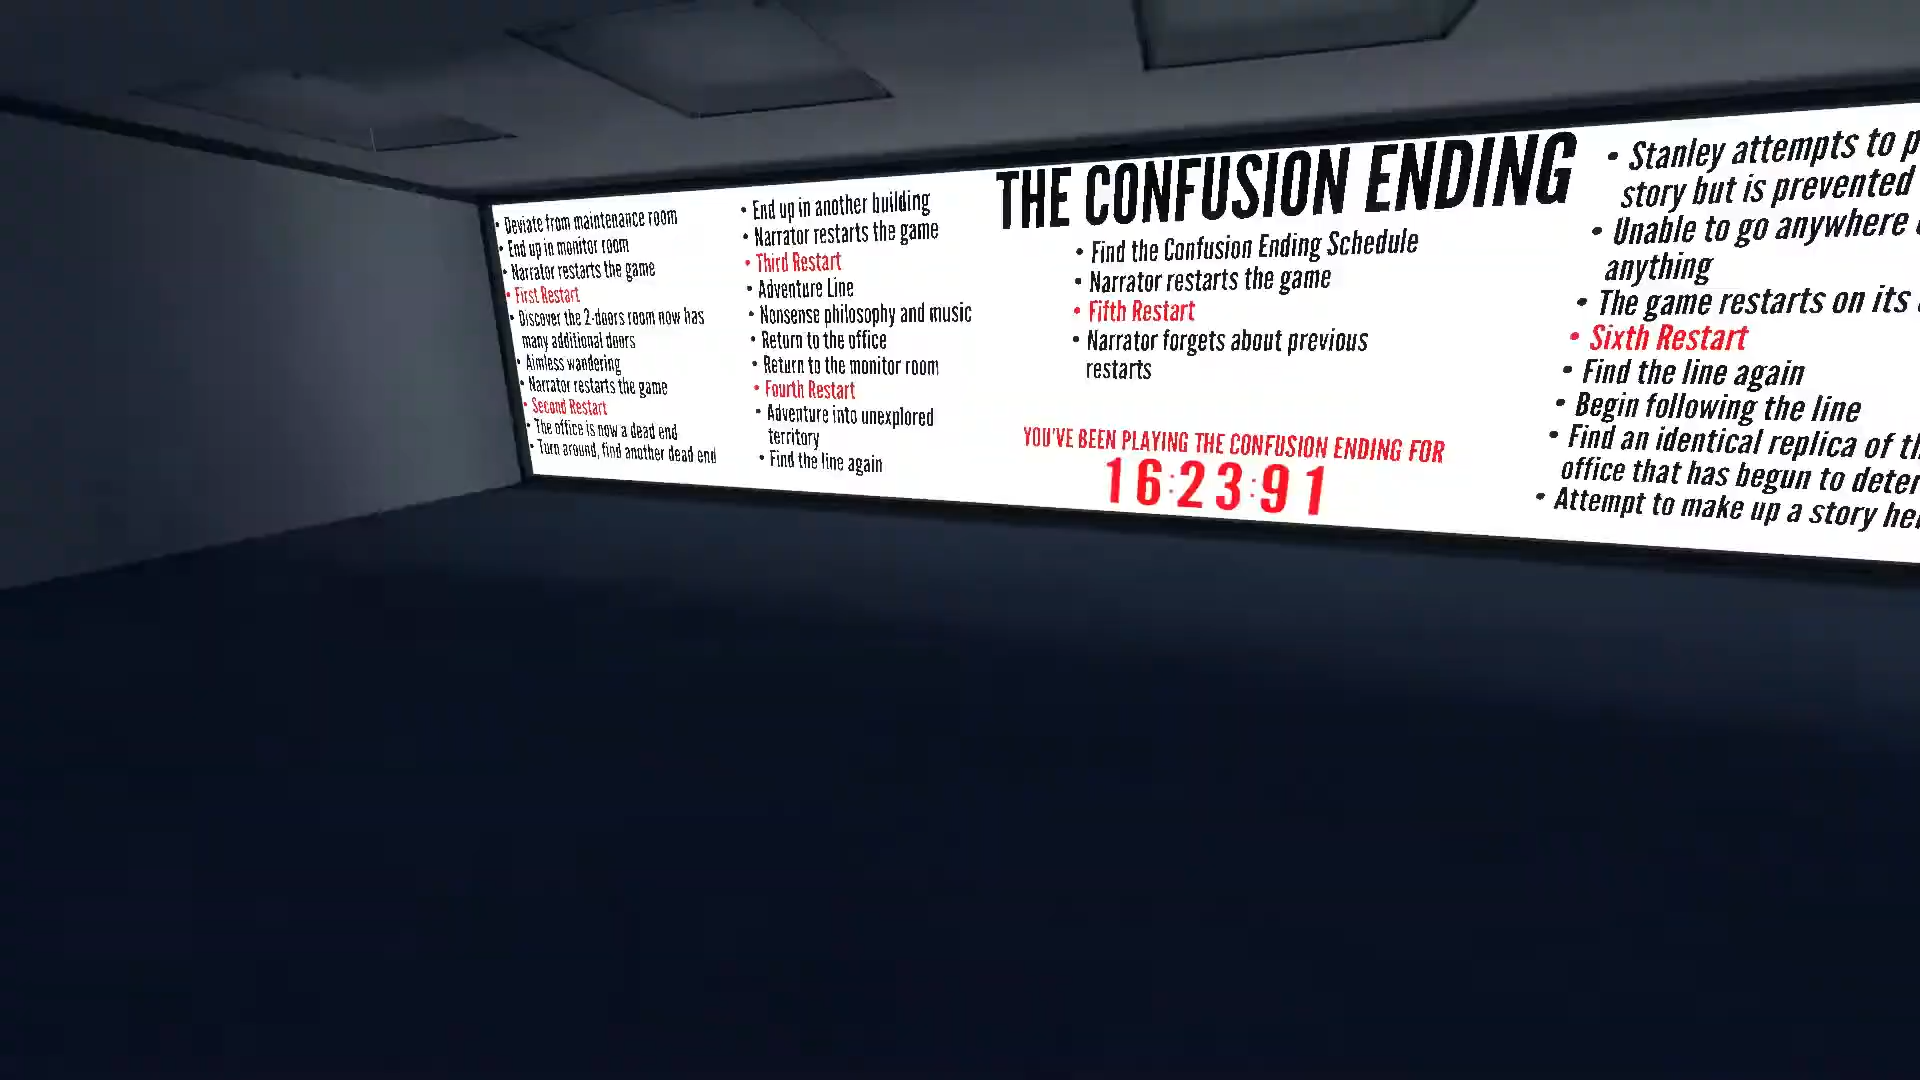 • Deviate from maintenance room
• End up in monitor room
• Narrator restarts the game
• First Restart
• Discover the 2-doors room now has
many additional doors
• Aimless wandering
• Narrator restarts the game
• Second Restart
• The office is now a dead end
• Turn around, find another dead end
• End up in another building
• Narrator restarts the game
• Third Restart
• Adventure Line
• Nonsense philosophy and music
• Return to the office
• Return to the monitor room
• Fourth Restart
• Adventure into unexplored
territory
• Find the line again
THE CONFUSION ENDING
• Find the Confusion Ending Schedule
• Narrator restarts the game
• Fifth Restart
• Narrator forgets about previous
restarts
YOU'VE BEEN PLAYING THE CONFUSION ENDING FOR
16:23:91
• Stanley attempts to
story but is prevented
• Unable to go anywhere
anything
• The game restarts on its
• Sixth Restart
• Find the line again
• Begin following the line
• Find an identical replica of
office that has begun to
• Attempt to make up a story